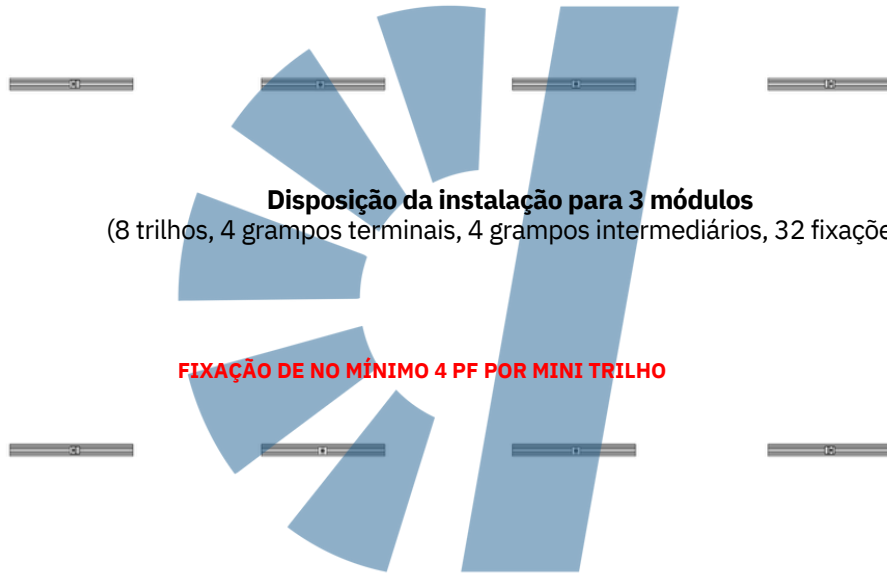 Disposição da instalação para 3 módulos
(8 trilhos, 4 grampos terminais, 4 grampos intermediários, 32 fixaçõe
FIXAÇÃO DE NO MÍNIMO 4 PF POR MINI TRILHO